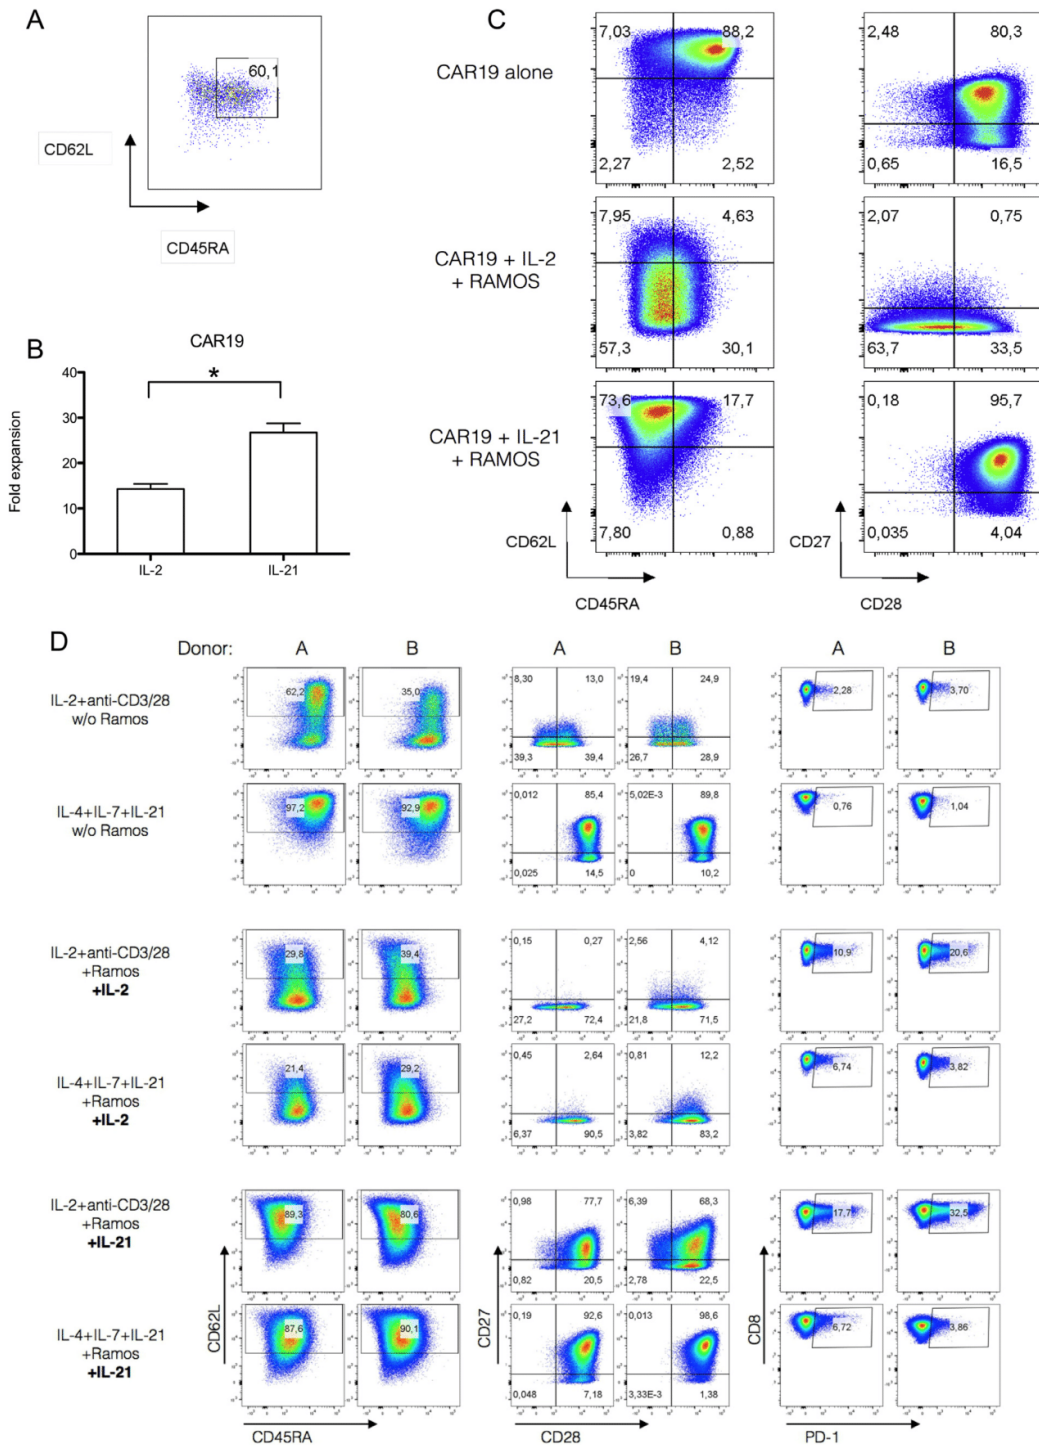 A
60,1
CD62L
CD45RA
B
CAR19
*
Fold expansion
40
30
20
10
0
IL-2
IL-21
C
CAR19 alone
7,03
88,2
2,27
2,52
2,48
80,3
0,65
16,5
CAR19 + IL-2
+ RAMOS
7,95
4,63
57,3
30,1
2,07
0,75
63,7
33,5
CAR19 + IL-21
+ RAMOS
73,6
17,7
7,80
0,88
0,18
95,7
0,035
4,04
CD62L
CD45RA
CD27
CD28
D
Donor: A B A B A B
IL-2+anti-CD3/28
w/o Ramos
62,2
35,0
8,30 13,0
39,3 39,4
19,4 24,9
26,7 28,9
2,28
3,70
IL-4+IL-7+IL-21
w/o Ramos
97,2
92,9
0,012 85,4
0,025 14,5
5,02E-3 89,8
0 10,2
0,76
1,04
IL-2+anti-CD3/28
+Ramos
+IL-2
29,8
39,4
0,15 0,27
27,2 72,4
2,56 4,12
21,8 71,5
10,9
20,6
IL-4+IL-7+IL-21
+Ramos
+IL-2
21,4
29,2
0,45 2,64
6,37 90,5
0,81 12,2
3,82 83,2
6,74
3,82
IL-2+anti-CD3/28
+Ramos
+IL-21
89,3
80,6
0,98 77,7
0,82 20,5
6,39 68,3
2,78 22,5
17,7
32,5
IL-4+IL-7+IL-21
+Ramos
+IL-21
87,6
90,1
0,19 92,6
0,048 7,18
0,013 98,6
3,33E-3 1,38
6,72
3,86
CD62L
CD45RA
CD27
CD28
CD8
PD-1